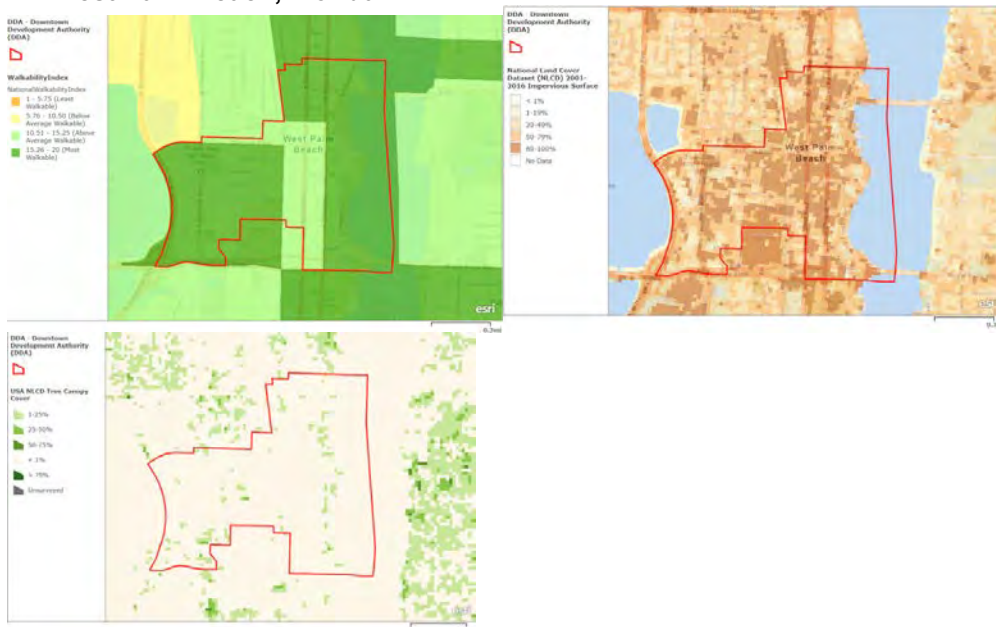 DDA - Downtown
Development Authority
(DDA)
WalkabilityIndex
NationalWalkabilityIndex
1 - 5.75 (Least
Walkable)
5.76 - 10.50 (Below
Average Walkable)
10.51 - 15.25 (Above
Average Walkable)
15.26 - 20 (Most
Walkable)
West Palm
Beach
esri
0.2mi
DDA - Downtown
Development Authority
(DDA)
National Land Cover
Dataset (NLCD) 2001-
2016 Impervious Surface
< 1%
1-19%
20-49%
50-79%
80-100%
No Data
West Palm
Beach
esri
DDA - Downtown
Development Authority
(DDA)
USA NLCD Tree Canopy
Cover
1-25%
25-50%
50-75%
< 1%
> 75%
Unsurveyed
esri